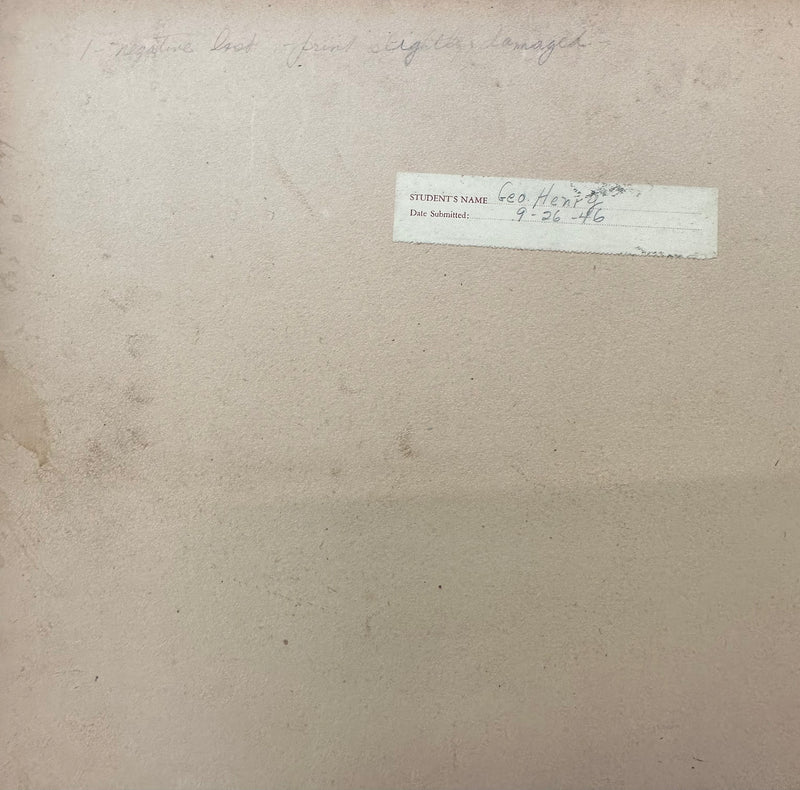 1 - negative lost - print slightly damaged -
STUDENT'S NAME Geo. Henry
Date Submitted: 9-26-46